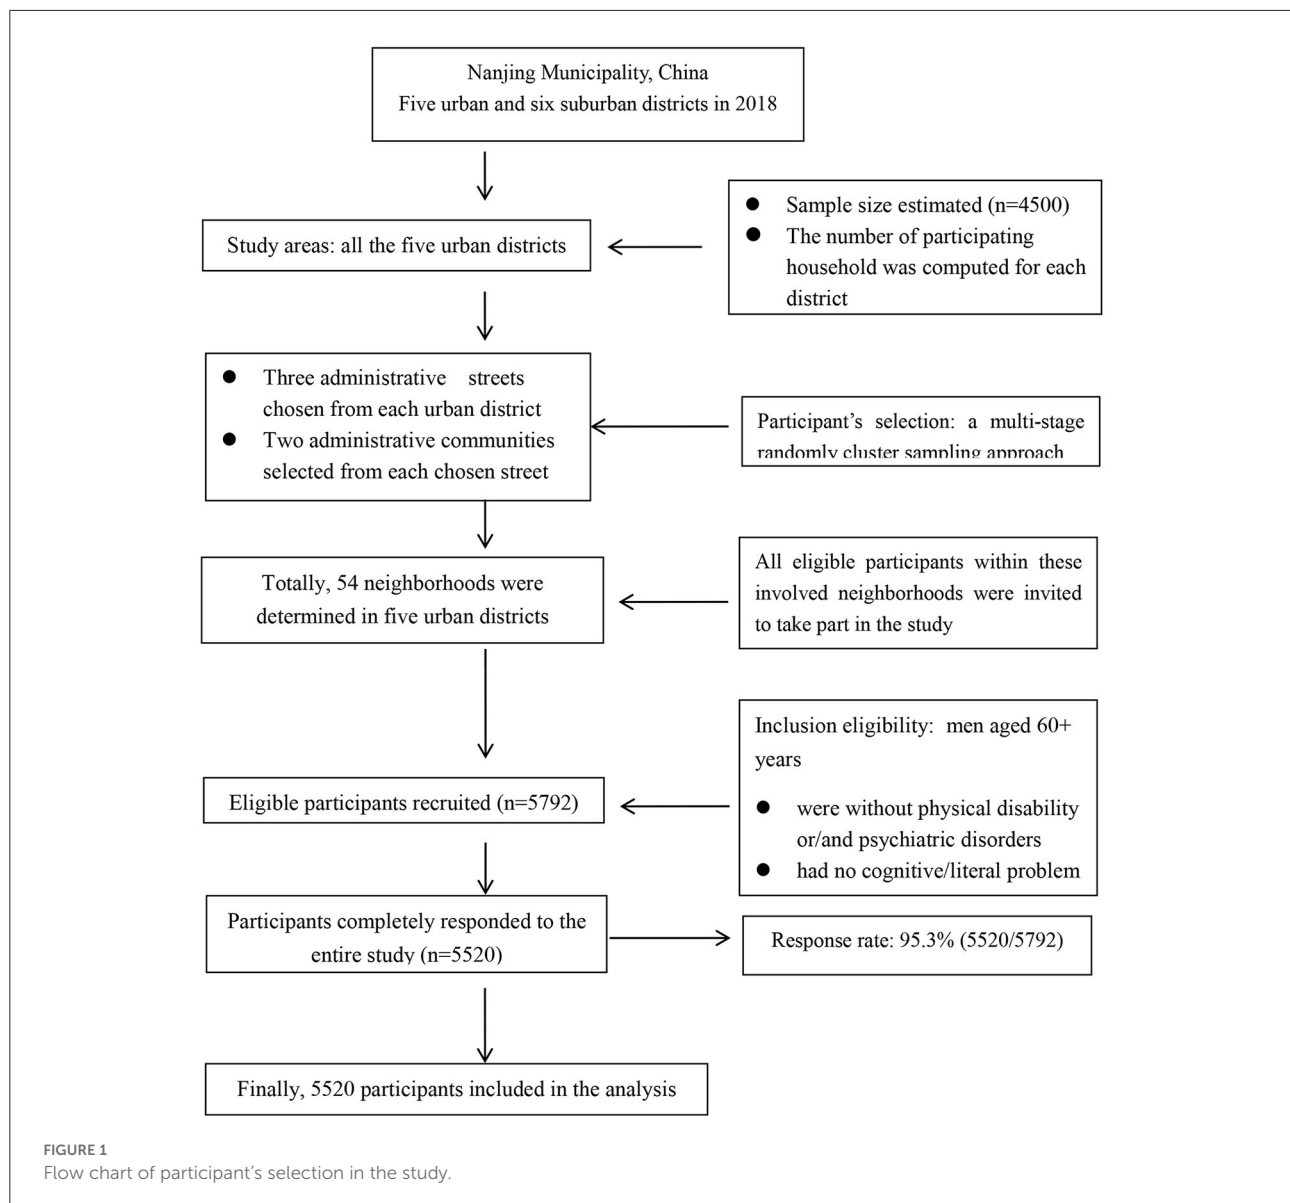 Nanjing Municipality, China
Five urban and six suburban districts in 2018
● Sample size estimated (n=4500)
● The number of participating
household was computed for each
district
Study areas: all the five urban districts
● Three administrative streets
chosen from each urban district
● Two administrative communities
selected from each chosen street
Participant's selection: a multi-stage
randomly cluster sampling approach
Totally, 54 neighborhoods were
determined in five urban districts
All eligible participants within these
involved neighborhoods were invited
to take part in the study
Inclusion eligibility: men aged 60+
years
● were without physical disability
or/and psychiatric disorders
● had no cognitive/literal problem
Eligible participants recruited (n=5792)
Participants completely responded to the
entire study (n=5520)
Response rate: 95.3% (5520/5792)
Finally, 5520 participants included in the analysis
FIGURE 1
Flow chart of participant's selection in the study.